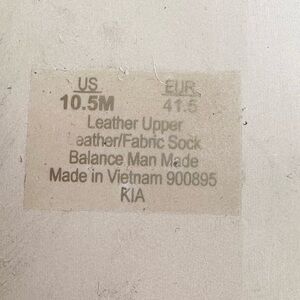 US EUR
10.5M 41.5
Leather Upper
eather/Fabric Sock
Balance Man Made
Made in Vietnam 900895
KIA